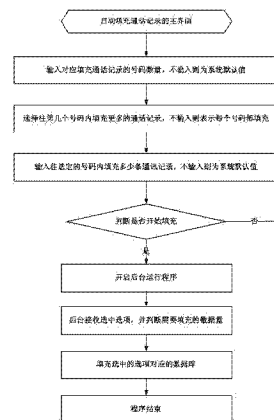 启动填充通话记录的主界面
输入对应填充通话记录的号码数量，不输入则为系统默认值
选择往第几个号码内填充更多的通话记录，不输入则表示每个号码都填充
输入往选定的号码内填充多少条通话记录，不输入则为系统默认值
判断是否开始填充
否
是
开启后台运行程序
后台接收选中选项，并判断需要填充的数据量
填充选中的选项对应的数据库
程序结束